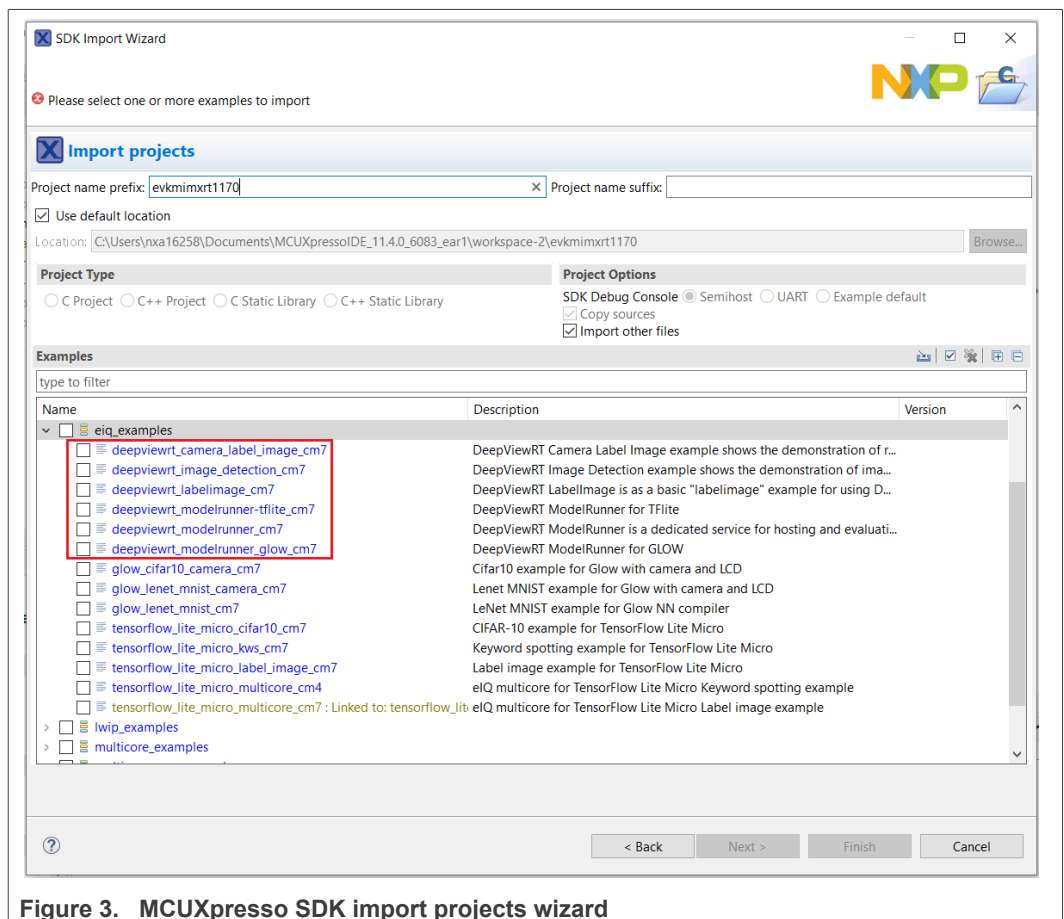 SDK Import Wizard
NXP
Please select one or more examples to import
Import projects
Project name prefix: evkmimxrt1170 Project name suffix:
Use default location
Location: C:\Users\nxa16258\Documents\MCUXpressoIDE_11.4.0_6083_ear1\workspace-2\evkmimxrt1170 Browse...
Project Type Project Options
C Project C++ Project C Static Library C++ Static Library SDK Debug Console Semihost UART Example default
Copy sources
Import other files
Examples
type to filter
Name Description Version
eiq_examples
deepviewrt_camera_label_image_cm7 DeepViewRT Camera Label Image example shows the demonstration of r...
deepviewrt_image_detection_cm7 DeepViewRT Image Detection example shows the demonstration of ima...
deepviewrt_labelimage_cm7 DeepViewRT LabelImage is as a basic "labelimage" example for using D...
deepviewrt_modelrunner-tflite_cm7 DeepViewRT ModelRunner for TFlite
deepviewrt_modelrunner_cm7 DeepViewRT ModelRunner is a dedicated service for hosting and evaluati...
deepviewrt_modelrunner_glow_cm7 DeepViewRT ModelRunner for GLOW
glow_cifar10_camera_cm7 Cifar10 example for Glow with camera and LCD
glow_lenet_mnist_camera_cm7 Lenet MNIST example for Glow with camera and LCD
glow_lenet_mnist_cm7 LeNet MNIST example for Glow NN compiler
tensorflow_lite_micro_cifar10_cm7 CIFAR-10 example for TensorFlow Lite Micro
tensorflow_lite_micro_kws_cm7 Keyword spotting example for TensorFlow Lite Micro
tensorflow_lite_micro_label_image_cm7 Label image example for TensorFlow Lite Micro
tensorflow_lite_micro_multicore_cm4 eIQ multicore for TensorFlow Lite Micro Keyword spotting example
tensorflow_lite_micro_multicore_cm7 : Linked to: tensorflow_lit eIQ multicore for TensorFlow Lite Micro Label image example
lwip_examples
multicore_examples
< Back Next > Finish Cancel
Figure 3. MCUXpresso SDK import projects wizard